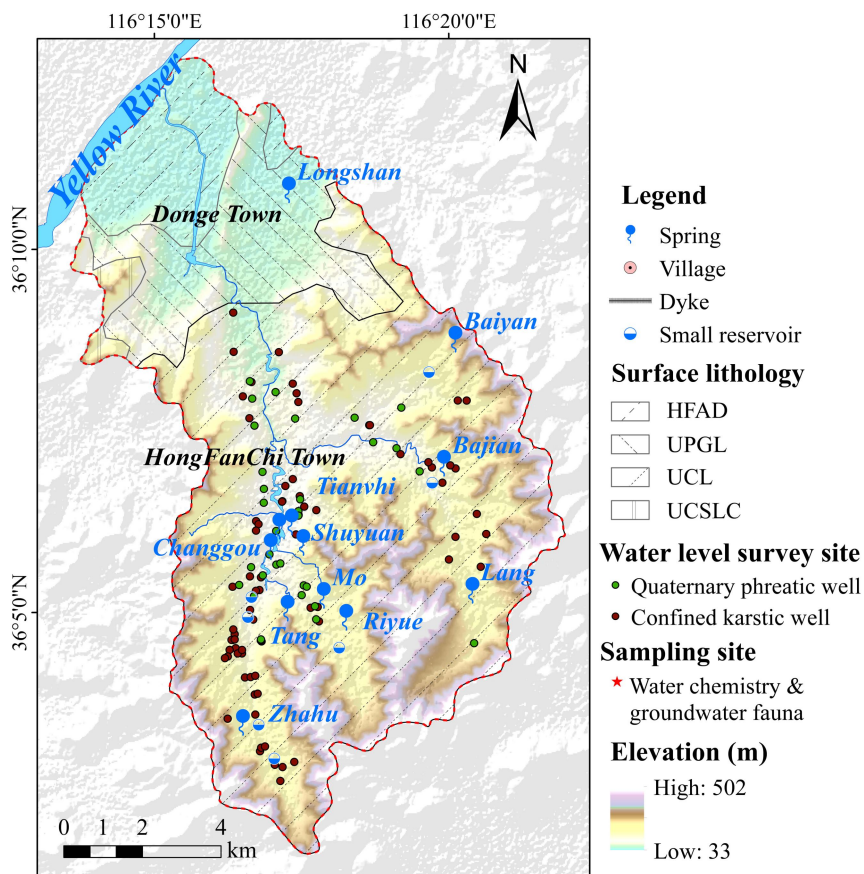 116°15'0"E
116°20'0"E
N
Yellow River
Longshan
Donge Town
36°10'0"N
Baiyan
HongFanChi Town
Bajian
Tianvhi
Shuyuan
Changgou
Mo
Lang
36°5'0"N
Tang
Riyue
Zhahu
0 1 2 4
km
Legend
Spring
Village
Dyke
Small reservoir
Surface lithology
HFAD
UPGL
UCL
UCSLC
Water level survey site
Quaternary phreatic well
Confined karstic well
Sampling site
Water chemistry &
groundwater fauna
Elevation (m)
High: 502
Low: 33